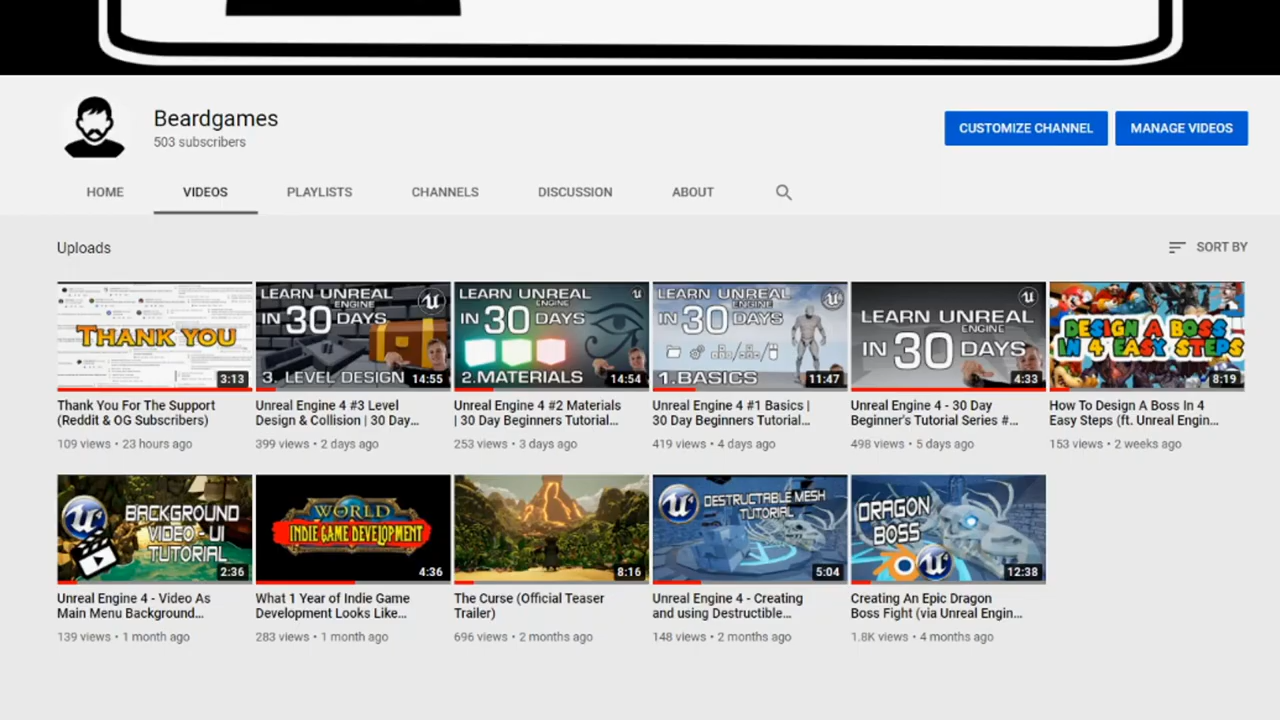 Beardgames
503 subscribers
CUSTOMIZE CHANNEL
MANAGE VIDEOS
HOME
VIDEOS
PLAYLISTS
CHANNELS
DISCUSSION
ABOUT
Uploads
SORT BY
THANK YOU
3:13
LEARN UNREAL
ENGINE
IN 30 DAYS
3. LEVEL DESIGN
14:55
LEARN UNREAL
ENGINE
IN 30 DAYS
2.MATERIALS
14:54
LEARN UNREAL
ENGINE
IN 30 DAYS
1.BASICS
11:47
LEARN UNREAL
ENGINE
IN 30 DAYS
4:33
DESIGN A BOSS
IN 4 EASY STEPS
8:19
Thank You For The Support
(Reddit & OG Subscribers)
109 views • 23 hours ago
Unreal Engine 4 #3 Level
Design & Collision | 30 Day...
399 views • 2 days ago
Unreal Engine 4 #2 Materials
| 30 Day Beginners Tutorial...
253 views • 3 days ago
Unreal Engine 4 #1 Basics |
30 Day Beginners Tutorial...
419 views • 4 days ago
Unreal Engine 4 - 30 Day
Beginner's Tutorial Series #...
498 views • 5 days ago
How To Design A Boss In 4
Easy Steps (ft. Unreal Engin...
153 views • 2 weeks ago
BACKGROUND
VIDEO - UI
TUTORIAL
2:36
WORLD
INDIE GAME DEVELOPMENT
4:36
8:16
DESTRUCTABLE MESH
TUTORIAL
5:04
DRAGON
BOSS
12:38
Unreal Engine 4 - Video As
Main Menu Background...
139 views • 1 month ago
What 1 Year of Indie Game
Development Looks Like...
283 views • 1 month ago
The Curse (Official Teaser
Trailer)
696 views • 2 months ago
Unreal Engine 4 - Creating
and using Destructible...
148 views • 2 months ago
Creating An Epic Dragon
Boss Fight (via Unreal Engin...
1.8K views • 4 months ago